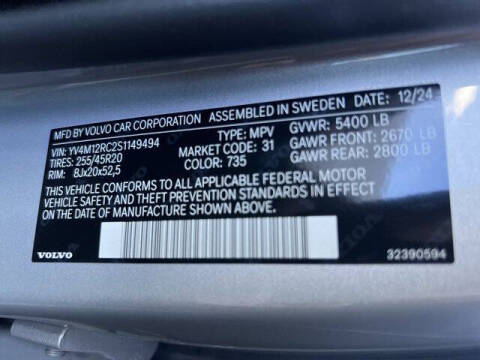 MFD. BY VOLVO CAR CORPORATION ASSEMBLED IN SWEDEN DATE: 12/24
VIN: YV4M12RC2S1149494 TYPE: MPV GVWR: 5400 LB
TIRES: 255/45R20 MARKET CODE: 31 GAWR FRONT: 2670 LB
RIM: 8Jx20x52,5 COLOR: 735 GAWR REAR: 2800 LB
THIS VEHICLE CONFORMS TO ALL APPLICABLE FEDERAL MOTOR
VEHICLE SAFETY AND THEFT PREVENTION STANDARDS IN EFFECT
ON THE DATE OF MANUFACTURE SHOWN ABOVE.
VOLVO 32390594